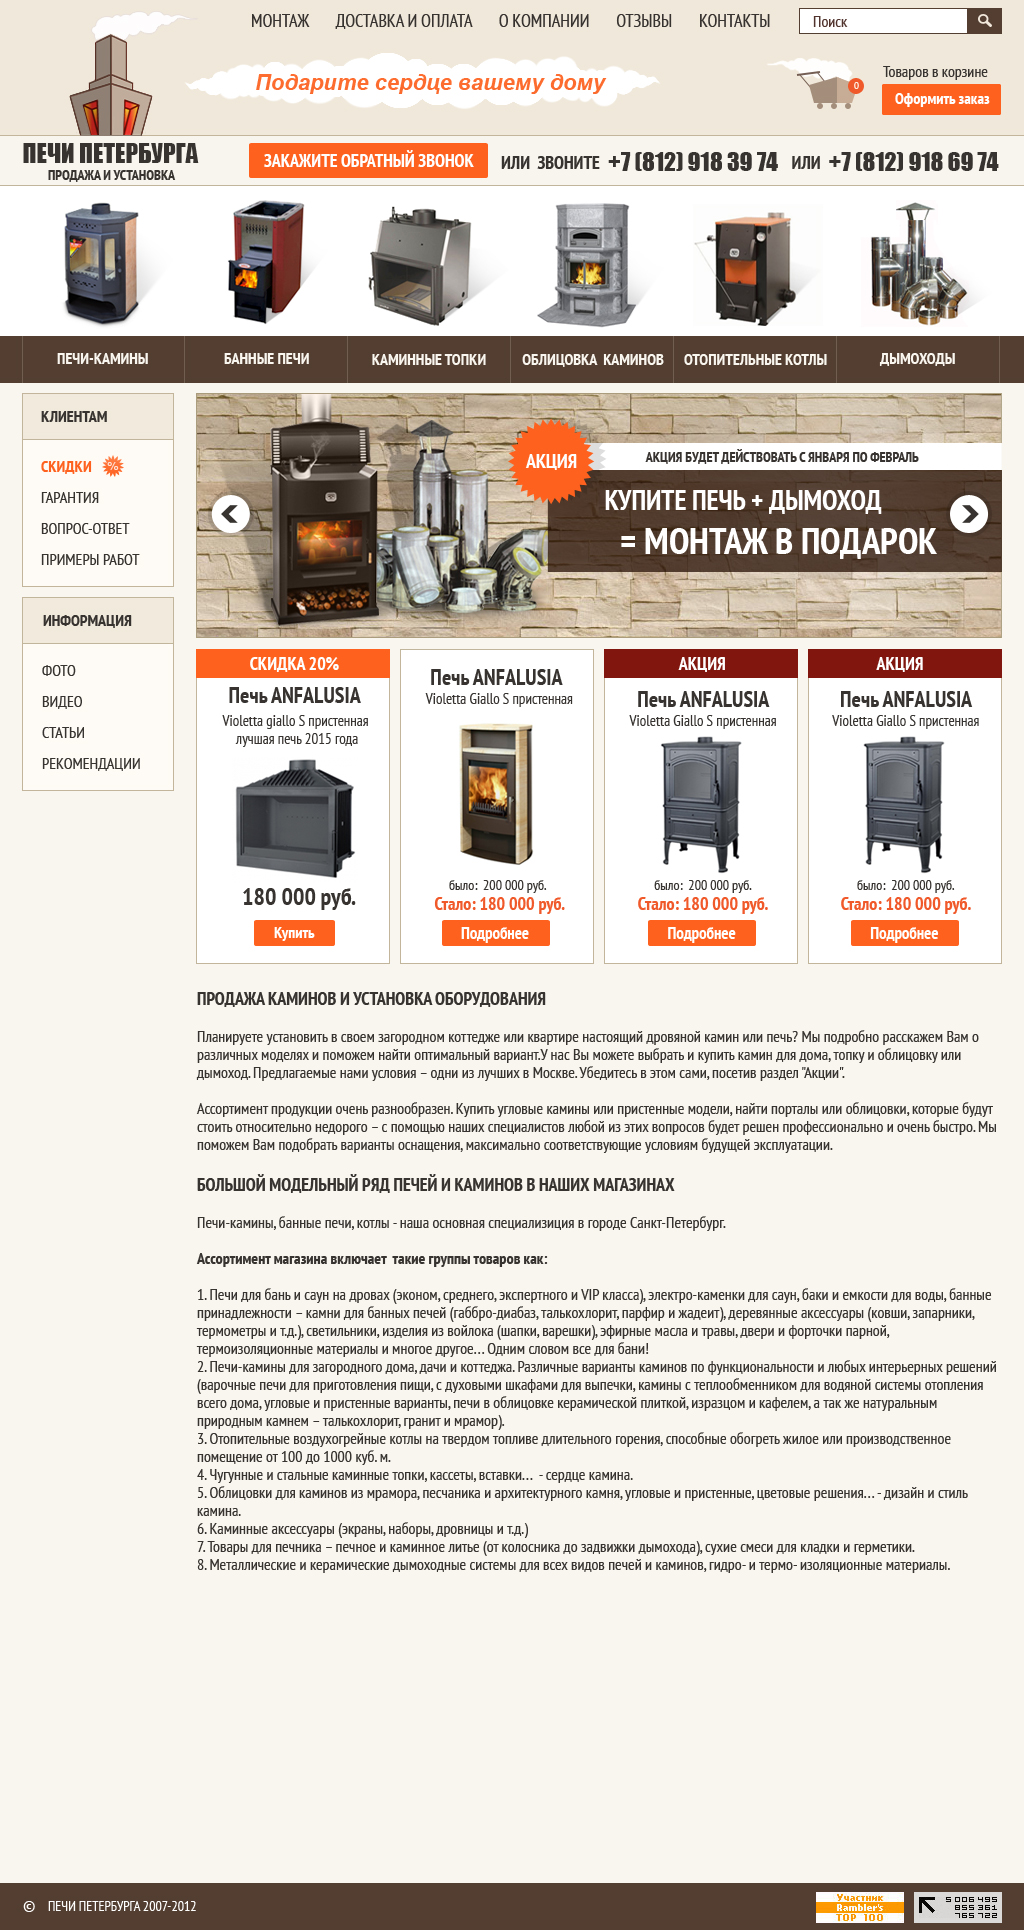 МОНТАЖ ДОСТАВКА И ОПЛАТА О КОМПАНИИ ОТЗЫВЫ КОНТАКТЫ Поиск
Подарите сердце вашему дому
Товаров в корзине
0
Оформить заказ
ПЕЧИ ПЕТЕРБУРГА
ПРОДАЖА И УСТАНОВКА
ЗАКАЖИТЕ ОБРАТНЫЙ ЗВОНОК ИЛИ ЗВОНИТЕ +7 (812) 918 39 74 ИЛИ +7 (812) 918 69 74
ПЕЧИ-КАМИНЫ БАННЫЕ ПЕЧИ КАМИННЫЕ ТОПКИ ОБЛИЦОВКА КАМИНОВ ОТОПИТЕЛЬНЫЕ КОТЛЫ ДЫМОХОДЫ
КЛИЕНТАМ
СКИДКИ %
ГАРАНТИЯ
ВОПРОС-ОТВЕТ
ПРИМЕРЫ РАБОТ
ИНФОРМАЦИЯ
ФОТО
ВИДЕО
СТАТЬИ
РЕКОМЕНДАЦИИ
АКЦИЯ
АКЦИЯ БУДЕТ ДЕЙСТВОВАТЬ С ЯНВАРЯ ПО ФЕВРАЛЬ
КУПИТЕ ПЕЧЬ + ДЫМОХОД
= МОНТАЖ В ПОДАРОК
СКИДКА 20%
Печь ANFALUSIA
Violetta giallo S пристенная
лучшая печь 2015 года
180 000 руб.
Купить
Печь ANFALUSIA
Violetta Giallo S пристенная
было: 200 000 руб.
Стало: 180 000 руб.
Подробнее
АКЦИЯ
Печь ANFALUSIA
Violetta Giallo S пристенная
было: 200 000 руб.
Стало: 180 000 руб.
Подробнее
АКЦИЯ
Печь ANFALUSIA
Violetta Giallo S пристенная
было: 200 000 руб.
Стало: 180 000 руб.
Подробнее
ПРОДАЖА КАМИНОВ И УСТАНОВКА ОБОРУДОВАНИЯ
Планируете установить в своем загородном коттедже или квартире настоящий дровяной камин или печь? Мы подробно расскажем Вам о
различных моделях и поможем найти оптимальный вариант.У нас Вы можете выбрать и купить камин для дома, топку и облицовку или
дымоход. Предлагаемые нами условия – одни из лучших в Москве. Убедитесь в этом сами, посетив раздел "Акции".
Ассортимент продукции очень разнообразен. Купить угловые камины или пристенные модели, найти порталы или облицовки, которые будут
стоить относительно недорого – с помощью наших специалистов любой из этих вопросов будет решен профессионально и очень быстро. Мы
поможем Вам подобрать варианты оснащения, максимально соответствующие условиям будущей эксплуатации.
БОЛЬШОЙ МОДЕЛЬНЫЙ РЯД ПЕЧЕЙ И КАМИНОВ В НАШИХ МАГАЗИНАХ
Печи-камины, банные печи, котлы - наша основная специализиция в городе Санкт-Петербург.
Ассортимент магазина включает такие группы товаров как:
1. Печи для бань и саун на дровах (эконом, среднего, экспертного и VIP класса), электро-каменки для саун, баки и емкости для воды, банные
принадлежности – камни для банных печей (габбро-диабаз, талькохлорит, парфир и жадеит), деревянные аксессуары (ковши, запарники,
термометры и т.д.), светильники, изделия из войлока (шапки, варешки), эфирные масла и травы, двери и форточки парной,
термоизоляционные материалы и многое другое… Одним словом все для бани!
2. Печи-камины для загородного дома, дачи и коттеджа. Различные варианты каминов по функциональности и любых интерьерных решений
(варочные печи для приготовления пищи, с духовыми шкафами для выпечки, камины с теплообменником для водяной системы отопления
всего дома, угловые и пристенные варианты, печи в облицовке керамической плиткой, изразцом и кафелем, а так же натуральным
природным камнем – талькохлорит, гранит и мрамор).
3. Отопительные воздухогрейные котлы на твердом топливе длительного горения, способные обогреть жилое или производственное
помещение от 100 до 1000 куб. м.
4. Чугунные и стальные каминные топки, кассеты, вставки… - сердце камина.
5. Облицовки для каминов из мрамора, песчаника и архитектурного камня, угловые и пристенные, цветовые решения… - дизайн и стиль
камина.
6. Каминные аксессуары (экраны, наборы, дровницы и т.д.)
7. Товары для печника – печное и каминное литье (от колосника до задвижки дымохода), сухие смеси для кладки и герметики.
8. Металлические и керамические дымоходные системы для всех видов печей и каминов, гидро- и термо- изоляционные материалы.
© ПЕЧИ ПЕТЕРБУРГА 2007-2012
Участник
Rambler's
TOP 100
5 006 495
855 361
765 722